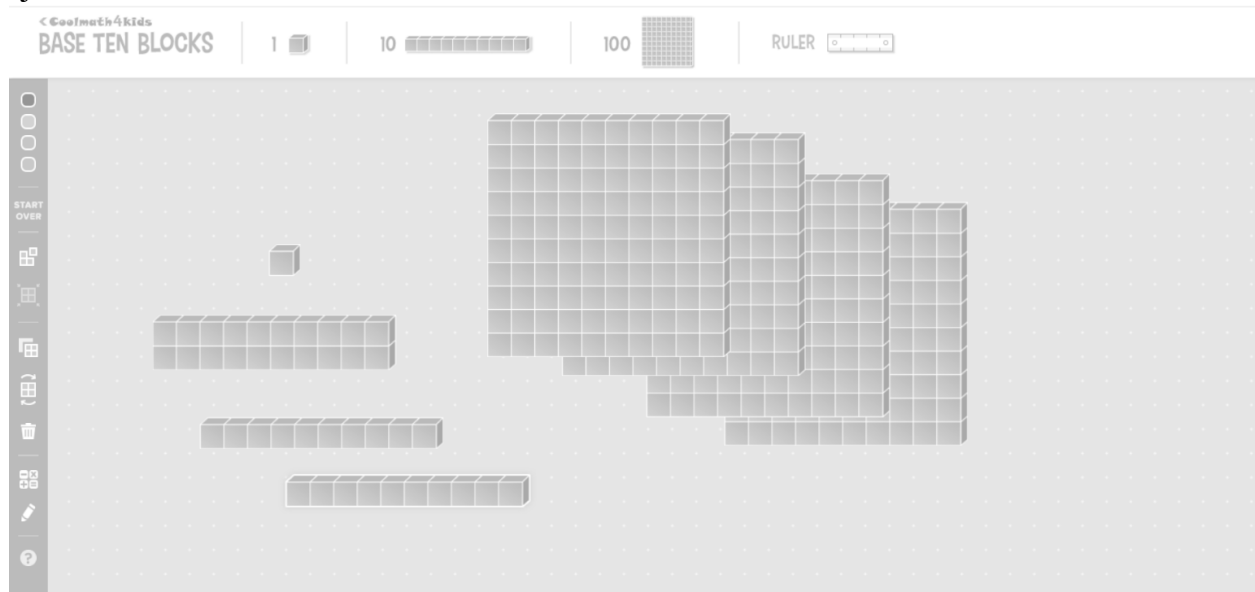 <Coolmath4kids
BASE TEN BLOCKS
1
10
100
RULER
START
OVER
?